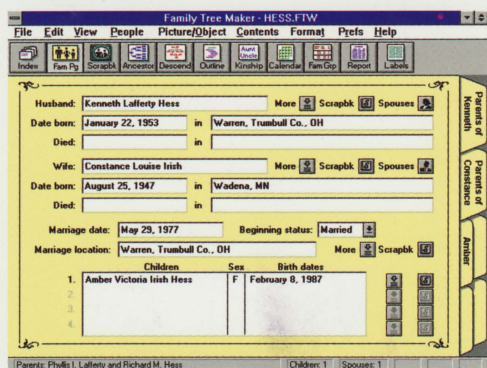 Family Tree Maker - HESS.FTW
File Edit View People Picture/Object Contents Format Prefs Help
Index Fam Pg Scrapbk Ancestor Descend Outline Kinship Calendar Fam Grp Report Labels
Aunt
Uncle
Husband: Kenneth Lafferty Hess More Scrapbk Spouses
Date born: January 22, 1953 in Warren, Trumbull Co., OH
Died: in
Wife: Constance Louise Irish More Scrapbk Spouses
Date born: August 25, 1947 in Wadena, MN
Died: in
Marriage date: May 29, 1977 Beginning status: Married
Marriage location: Warren, Trumbull Co., OH More Scrapbk
Children Sex Birth dates
1. Amber Victoria Irish Hess F February 8, 1987
2.
3.
4.
Parents of
Kenneth
Parents of
Constance
Amber
Parents: Phyllis I. Lafferty and Richard M. Hess Children: 1 Spouses: 1